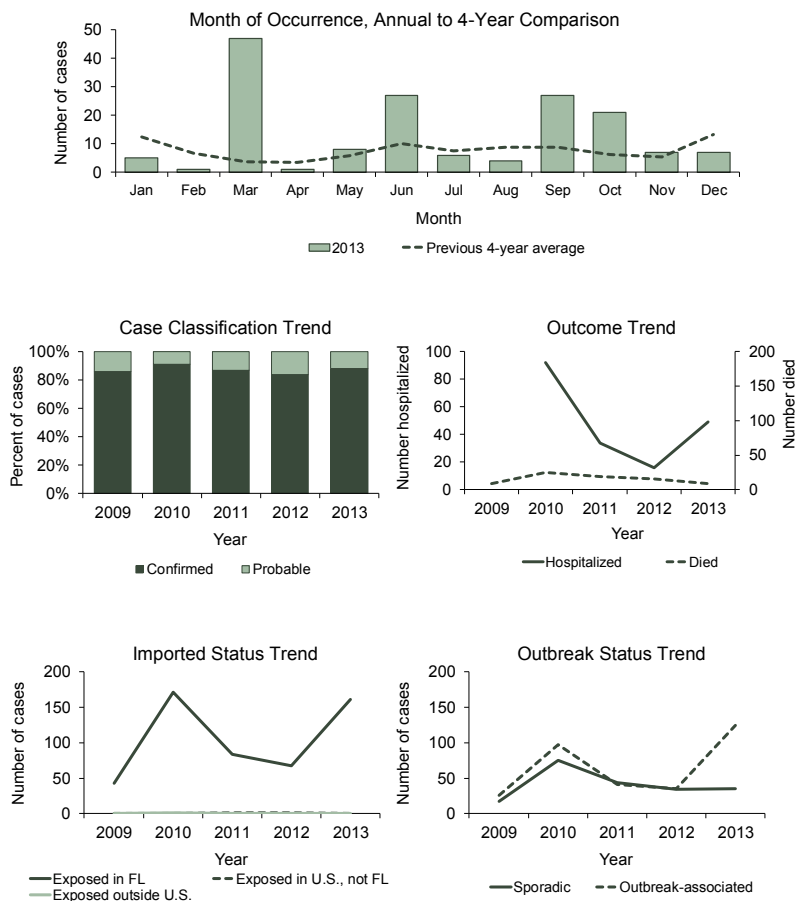 Month of Occurrence, Annual to 4-Year Comparison
Number of cases
50
40
30
20
10
0
Jan Feb Mar Apr May Jun Jul Aug Sep Oct Nov Dec
Month
2013 Previous 4-year average
Case Classification Trend
Percent of cases
100%
80%
60%
40%
20%
0%
2009 2010 2011 2012 2013
Year
Confirmed Probable
Outcome Trend
Number hospitalized
100
80
60
40
20
0
200
150
100
50
0
Number died
2009 2010 2011 2012 2013
Year
Hospitalized Died
Imported Status Trend
Number of cases
200
150
100
50
0
2009 2010 2011 2012 2013
Year
Exposed in FL Exposed in U.S., not FL
Exposed outside U.S.
Outbreak Status Trend
Number of cases
200
150
100
50
0
2009 2010 2011 2012 2013
Year
Sporadic Outbreak-associated